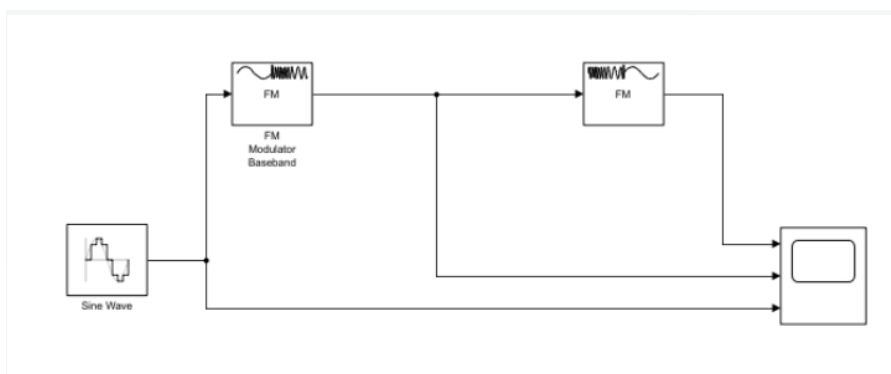 FM
FM
FM
Modulator
Baseband
Sine Wave